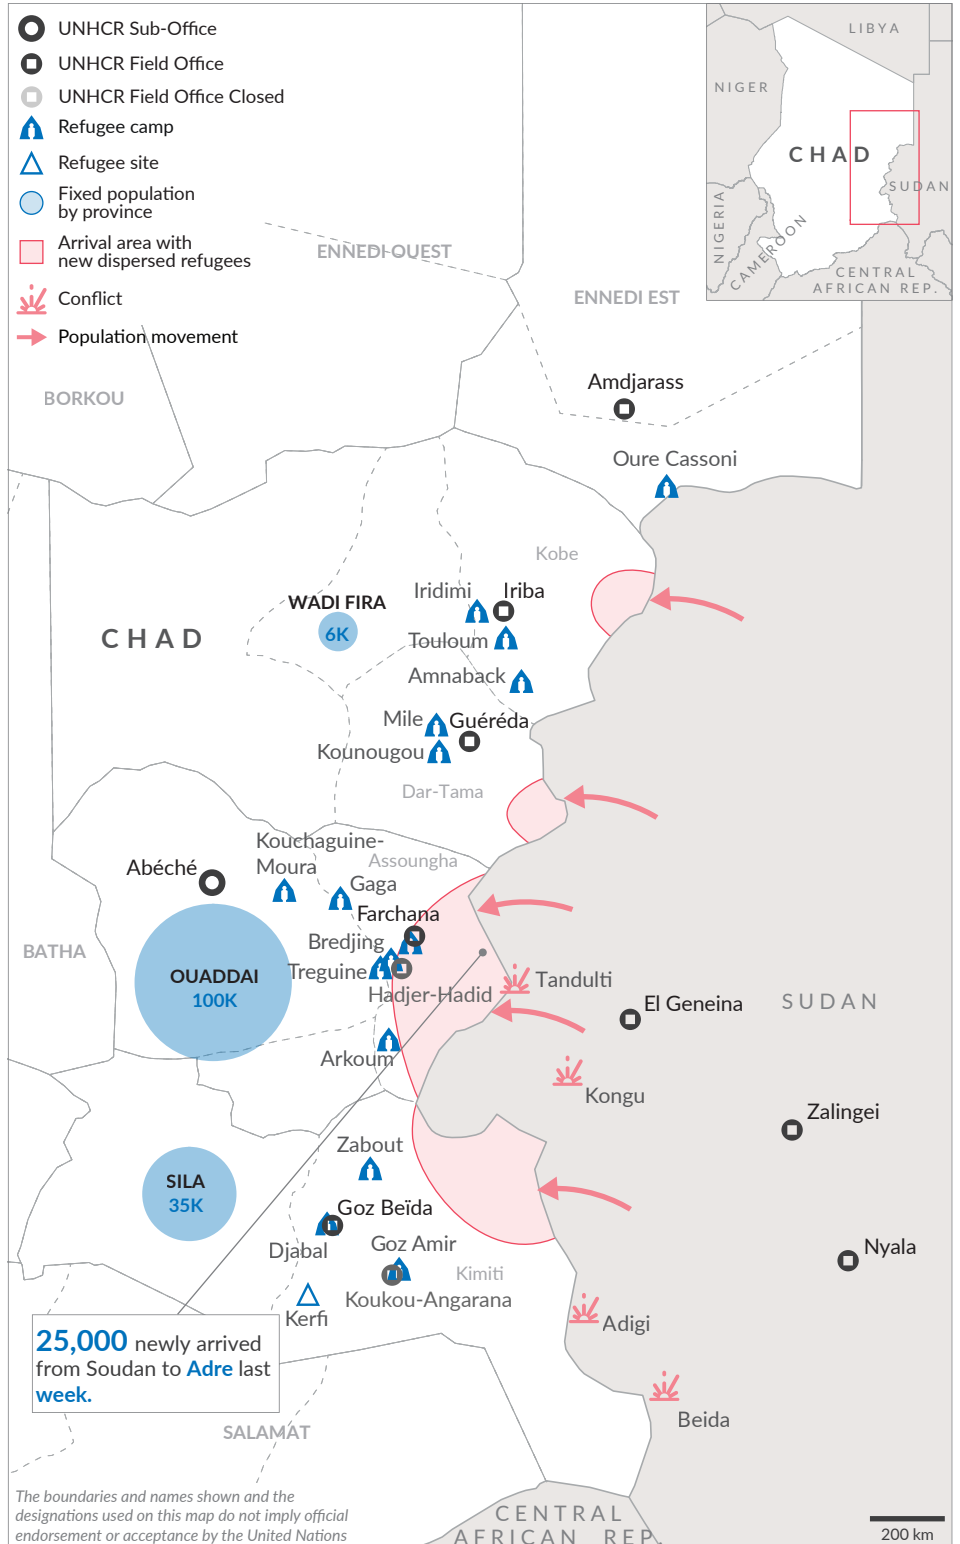 UNHCR Sub-Office
UNHCR Field Office
UNHCR Field Office Closed
Refugee camp
Refugee site
Fixed population
by province
Arrival area with
new dispersed refugees
Conflict
Population movement
LIBYA
NIGER
CHAD
SUDAN
NIGERIA
CAMEROON
CENTRAL
AFRICAN REP.
ENNEDI OUEST
ENNEDI EST
BORKOU
Amdjarass
Oure Cassoni
Kobe
Iridimi
Iriba
WADI FIRA
6K
CHAD
Touloum
Amnaback
Mile
Guéréda
Kounougou
Dar-Tama
Kouchaguine-
Moura
Assoungha
Abéché
Gaga
Farchana
Bredjing
BATHA
OUADDAI
100K
Treguine
Hadjer-Hadid
Tandulti
El Geneina
SUDAN
Arkoum
Kongu
Zalingei
Zabout
SILA
35K
Goz Beïda
Djabal
Goz Amir
Kimiti
Nyala
Koukou-Angarana
Kerfi
Adigi
25,000 newly arrived
from Soudan to Adre last
week.
Beida
SALAMAT
The boundaries and names shown and the
designations used on this map do not imply official
endorsement or acceptance by the United Nations
CENTRAL
AFRICAN REP.
200 km